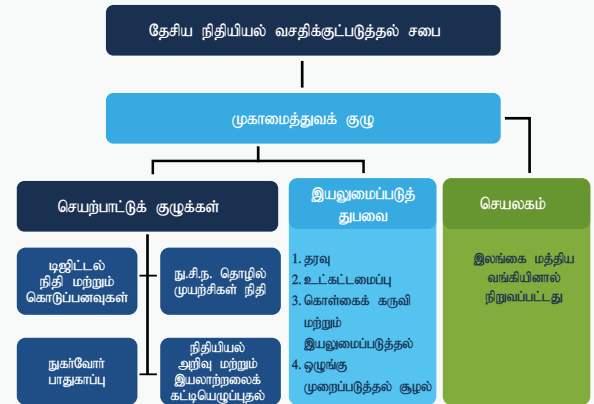 தேசிய நிதியியல் வசதிக்குட்படுத்தல் சபை
முகாமைத்துவக் குழு
செயற்பாட்டுக் குழுக்கள்
டிஜிட்டல்
நிதி மற்றும்
கொடுப்பனவுகள்
நு.சி.ந. தொழில்
முயற்சிகள் நிதி
நுகர்வோர்
பாதுகாப்பு
நிதியியல்
அறிவு மற்றும்
இயலாற்றலைக்
கட்டியெழுப்புதல்
இயலுமைப்படுத்
துபவை
1. தரவு
2. உட்கட்டமைப்பு
3. கொள்கைக் கருவி
மற்றும்
இயலுமைப்படுத்தல்
4. ஒழுங்கு
முறைப்படுத்தல் சூழல்
செயலகம்
இலங்கை மத்திய
வங்கியினால்
நிறுவப்பட்டது